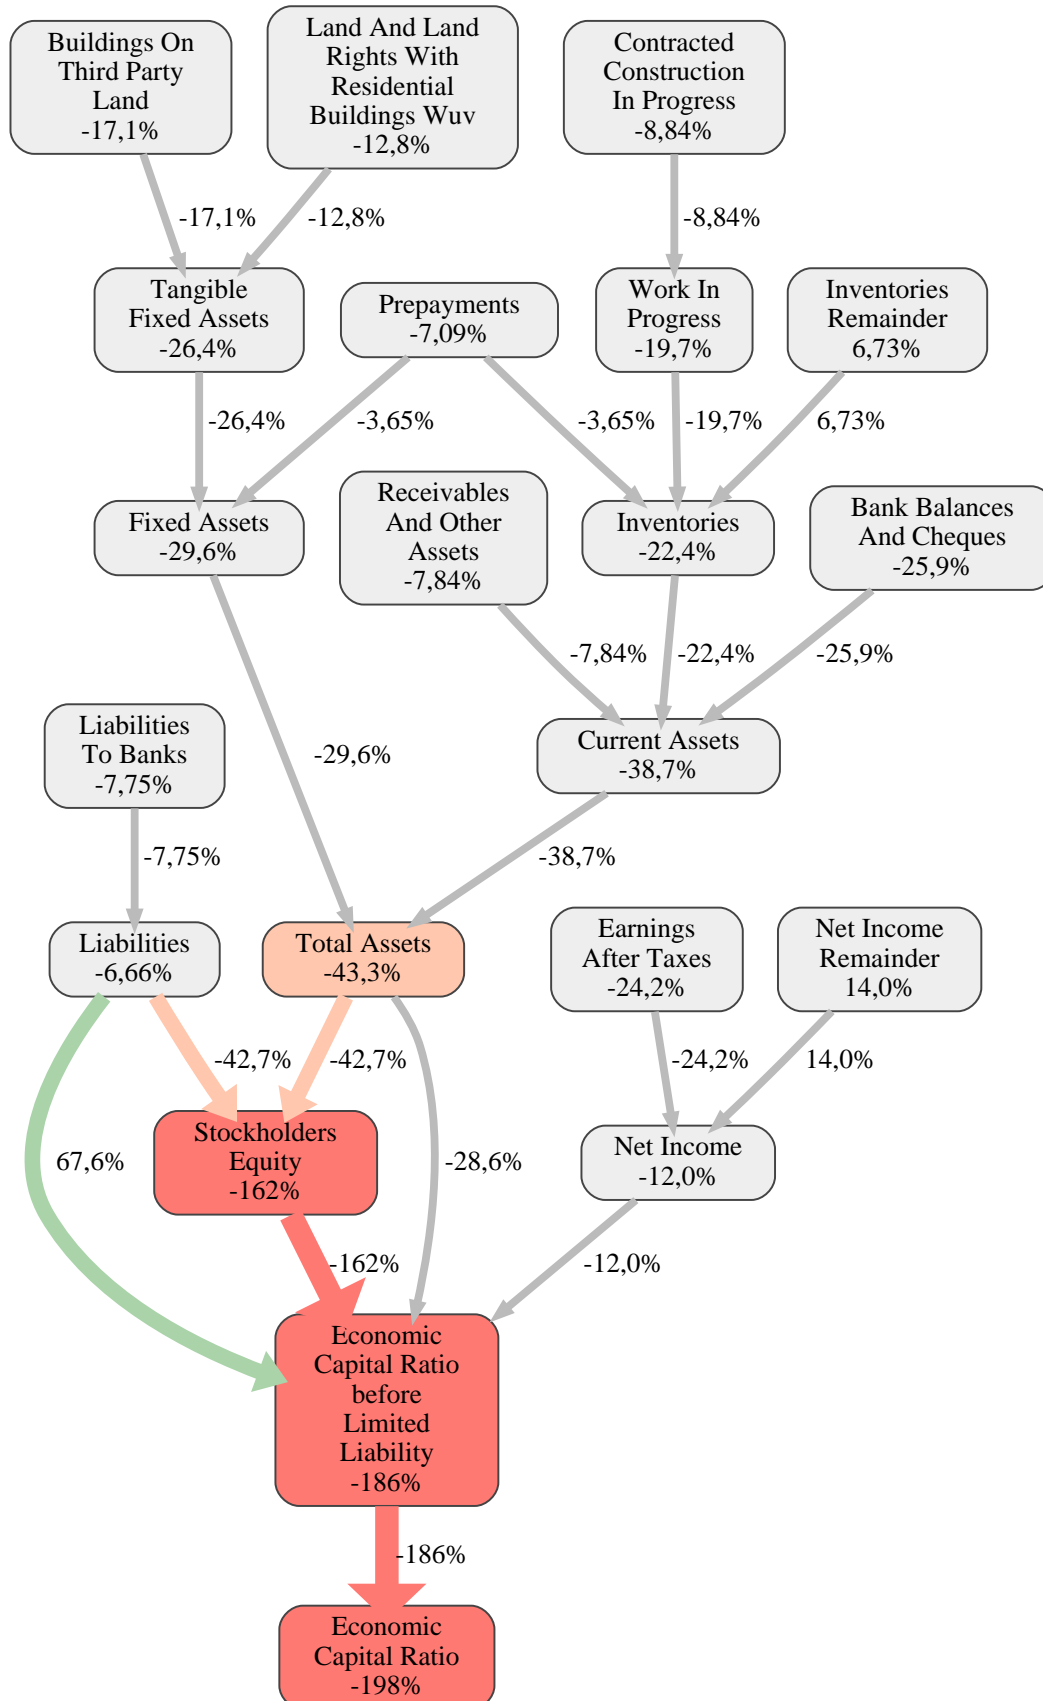 Buildings On
Third Party
Land
-17,1%
Land And Land
Rights With
Residential
Buildings Wuv
-12,8%
Contracted
Construction
In Progress
-8,84%
-17,1%
-12,8%
-8,84%
Tangible
Fixed Assets
-26,4%
Prepayments
-7,09%
Work In
Progress
-19,7%
Inventories
Remainder
6,73%
-26,4%
-3,65%
-3,65%
-19,7%
6,73%
Fixed Assets
-29,6%
Receivables
And Other
Assets
-7,84%
Inventories
-22,4%
Bank Balances
And Cheques
-25,9%
-7,84%
-22,4%
-25,9%
Liabilities
To Banks
-7,75%
-29,6%
Current Assets
-38,7%
-7,75%
-38,7%
Liabilities
-6,66%
Total Assets
-43,3%
Earnings
After Taxes
-24,2%
Net Income
Remainder
14,0%
-42,7%
-42,7%
-24,2%
14,0%
67,6%
Stockholders
Equity
-162%
-28,6%
Net Income
-12,0%
-162%
-12,0%
Economic
Capital Ratio
before
Limited
Liability
-186%
-186%
Economic
Capital Ratio
-198%